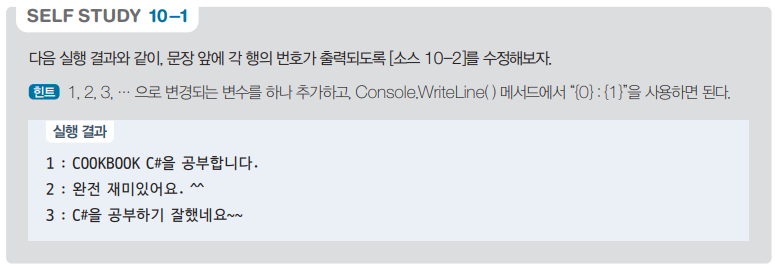 SELF STUDY 10-1
다음 실행 결과와 같이, 문장 앞에 각 행의 번호가 출력되도록 [소스 10-2]를 수정해보자.
힌트 1, 2, 3, … 으로 변경되는 변수를 하나 추가하고, Console.WriteLine( ) 메서드에서 “{0} : {1}”을 사용하면 된다.
실행 결과
1 : COOKBOOK C#을 공부합니다.
2 : 완전 재미있어요. ^^
3 : C#을 공부하기 잘했네요~~